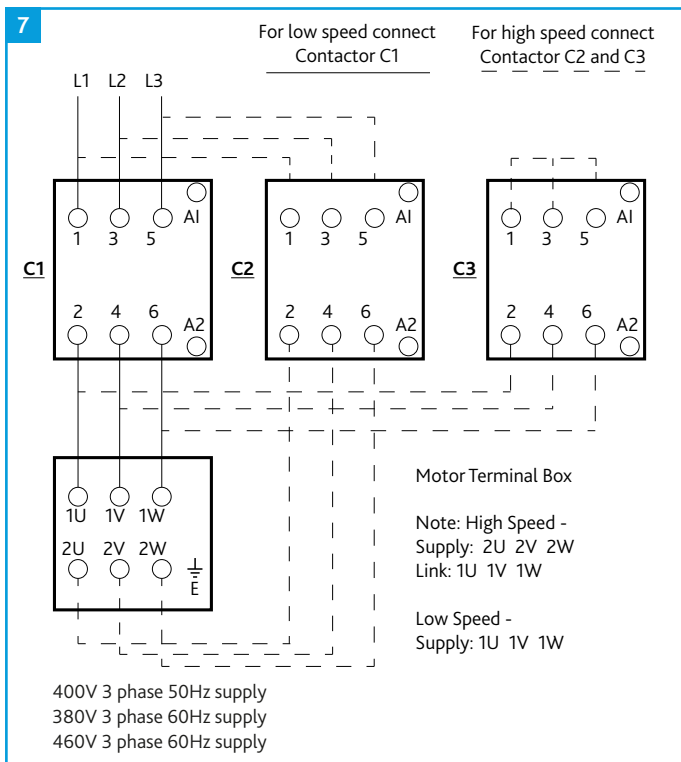 7
For low speed connect
Contactor C1
For high speed connect
Contactor C2 and C3
L1 L2 L3
AI AI AI
1 3 5 1 3 5 1 3 5
C1 C2 C3
2 4 6 A2 2 4 6 A2 2 4 6 A2
1U 1V 1W
2U 2V 2W
E
Motor Terminal Box
Note: High Speed -
Supply: 2U 2V 2W
Link: 1U 1V 1W
Low Speed -
Supply: 1U 1V 1W
400V 3 phase 50Hz supply
380V 3 phase 60Hz supply
460V 3 phase 60Hz supply